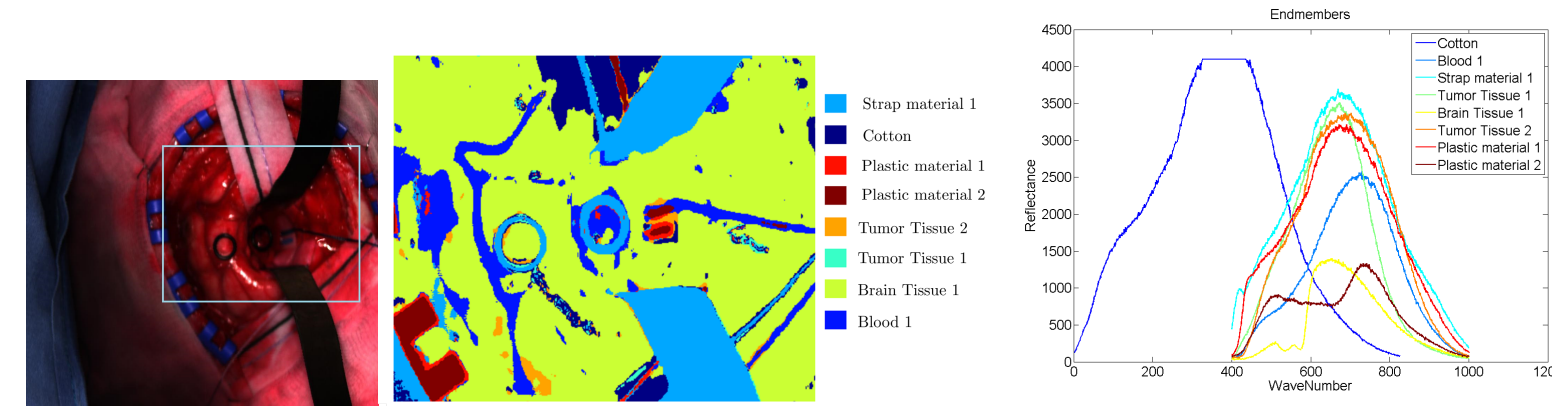 Strap material 1
Cotton
Plastic material 1
Plastic material 2
Tumor Tissue 2
Tumor Tissue 1
Brain Tissue 1
Blood 1
Endmembers
4500
4000
3500
3000
2500
2000
1500
1000
500
0
Reflectance
0
200
400
600
800
1000
WaveNumber
Cotton
Blood 1
Strap material 1
Tumor Tissue 1
Brain Tissue 1
Tumor Tissue 2
Plastic material 1
Plastic material 2